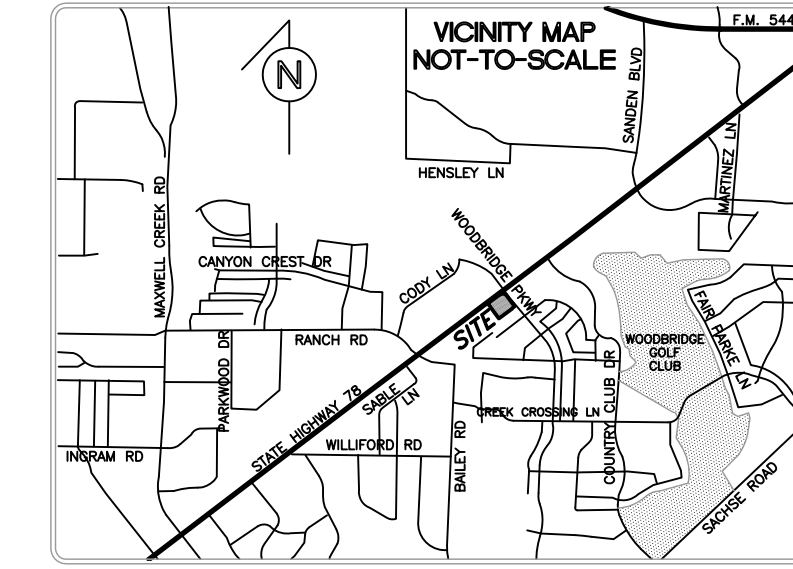 F.M. 544
VICINITY MAP
NOT-TO-SCALE
N
SANDEN BLVD
MARTINEZ LN
HENSLEY LN
MAXWELL CREEK RD
WOODBRIDGE PKWY
CANYON CREST DR
CODY LN
FAIR PARKE LN
SITE
RANCH RD
PARKWOOD DR
WOODBRIDGE
GOLF
CLUB
COUNTRY CLUB DR
STATE HIGHWAY 78
SABLE LN
CREEK CROSSING LN
BAILEY RD
WILLIFORD RD
INGRAM RD
SACHSE ROAD